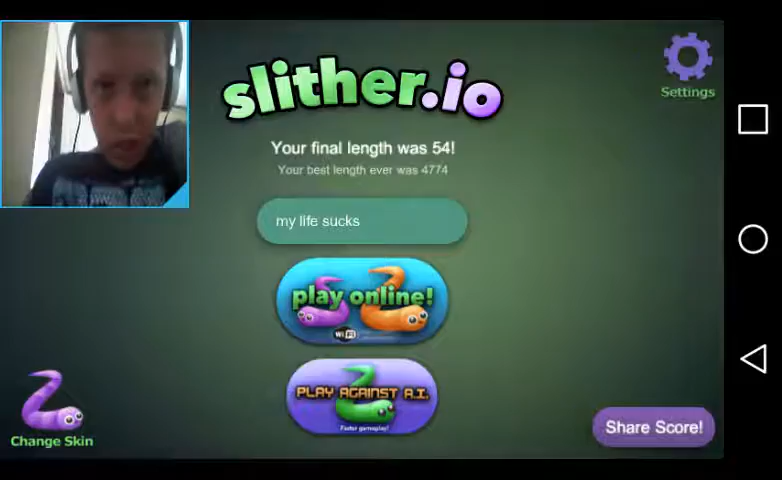 slither.io
Settings
Your final length was 54!
Your best length ever was 4774
my life sucks
play online!
WiFi
PLAY AGAINST A.I.
Faster gameplay!
Change Skin
Share Score!